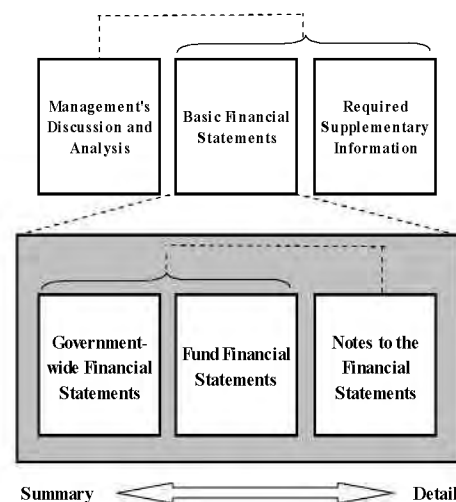 Management's
Discussion and
Analysis
Basic Financial
Statements
Required
Supplementary
Information
Government-
wide Financial
Statements
Fund Financial
Statements
Notes to the
Financial
Statements
Summary
Detail